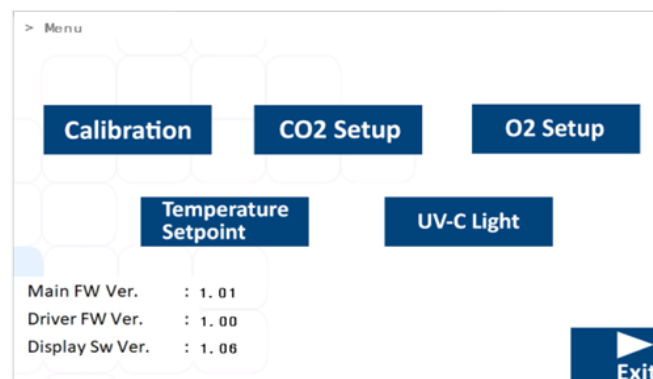 > Menu
Calibration
CO2 Setup
O2 Setup
Temperature
Setpoint
UV-C Light
Main FW Ver. : 1.01
Driver FW Ver. : 1.00
Display Sw Ver. : 1.06
Exit